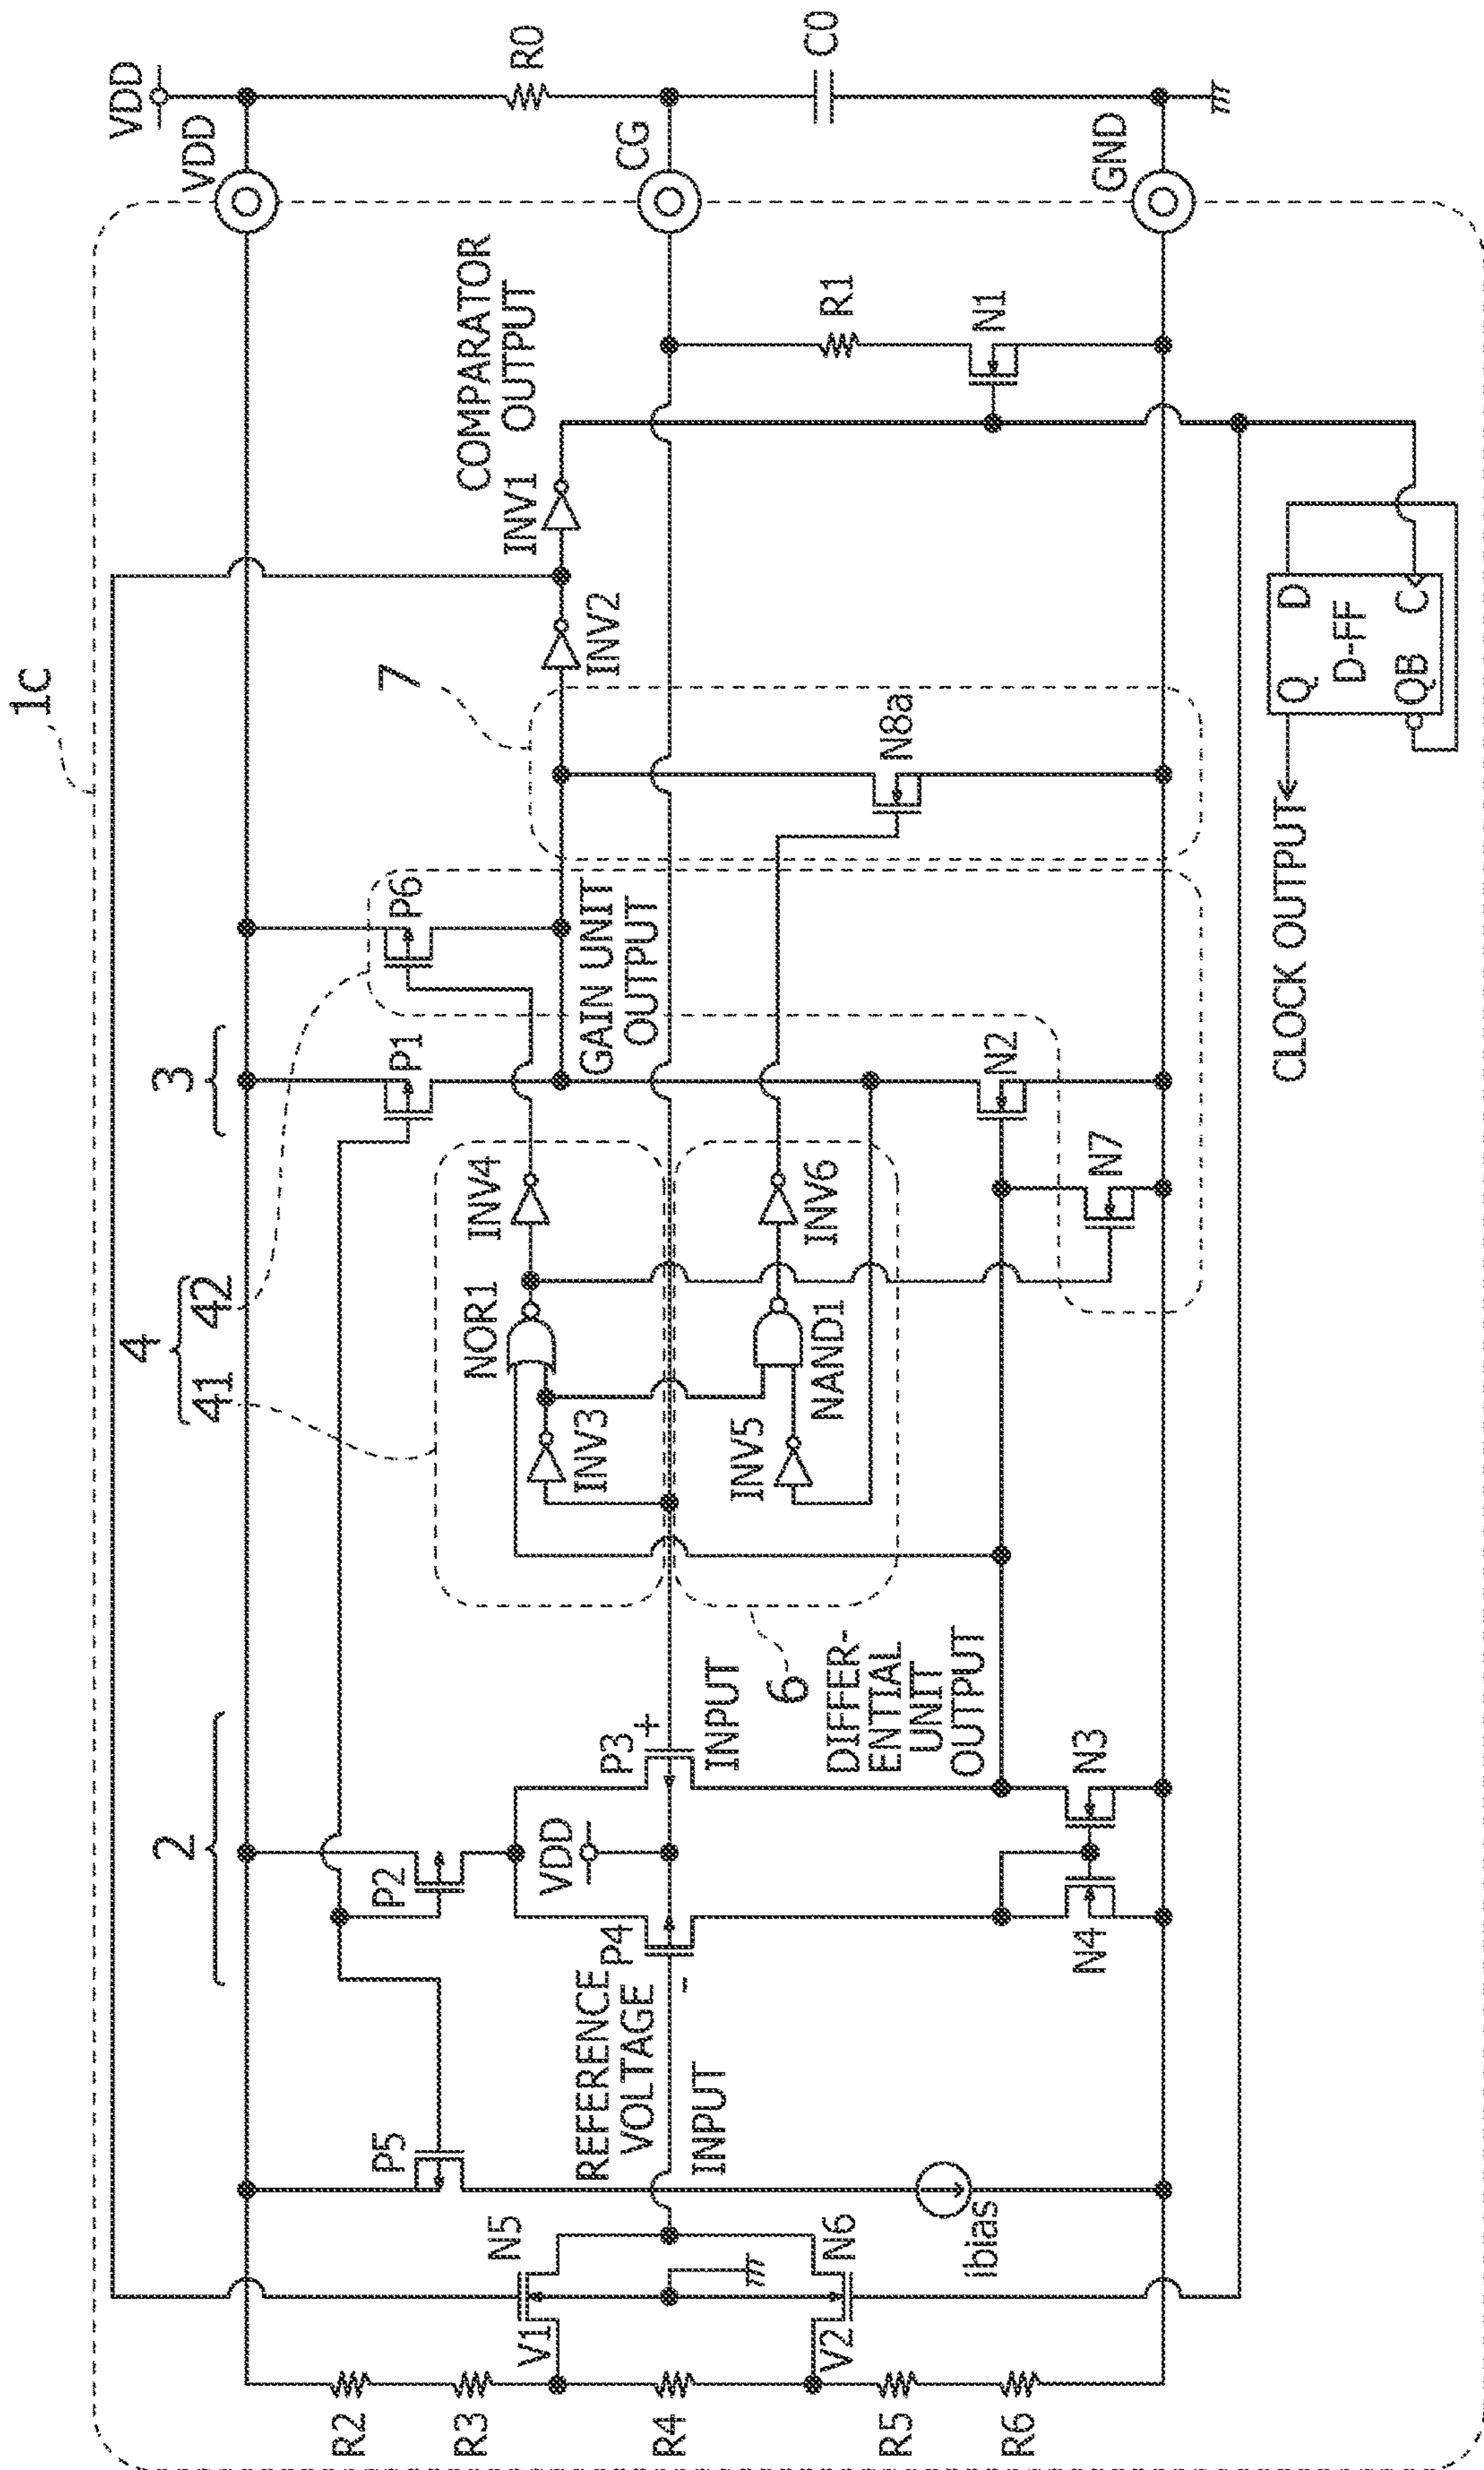 1c
VDD
VDD
R0
CG
C0
GND
COMPARATOR
OUTPUT
INV1
R1
N1
INV2
7
N8a
D
Q
D-FF
QB
C
CLOCK OUTPUT
P6
GAIN UNIT
OUTPUT
3
P1
N2
N7
4
41
42
INV4
NOR1
INV3
INV6
NAND1
INV5
6
2
P2
P3
+
INPUT
VDD
P4
-
DIFFER-
ENTIAL
UNIT
OUTPUT
N3
N4
REFERENCE
VOLTAGE
INPUT
P5
ibias
N5
N6
V1
V2
R2
R3
R4
R5
R6